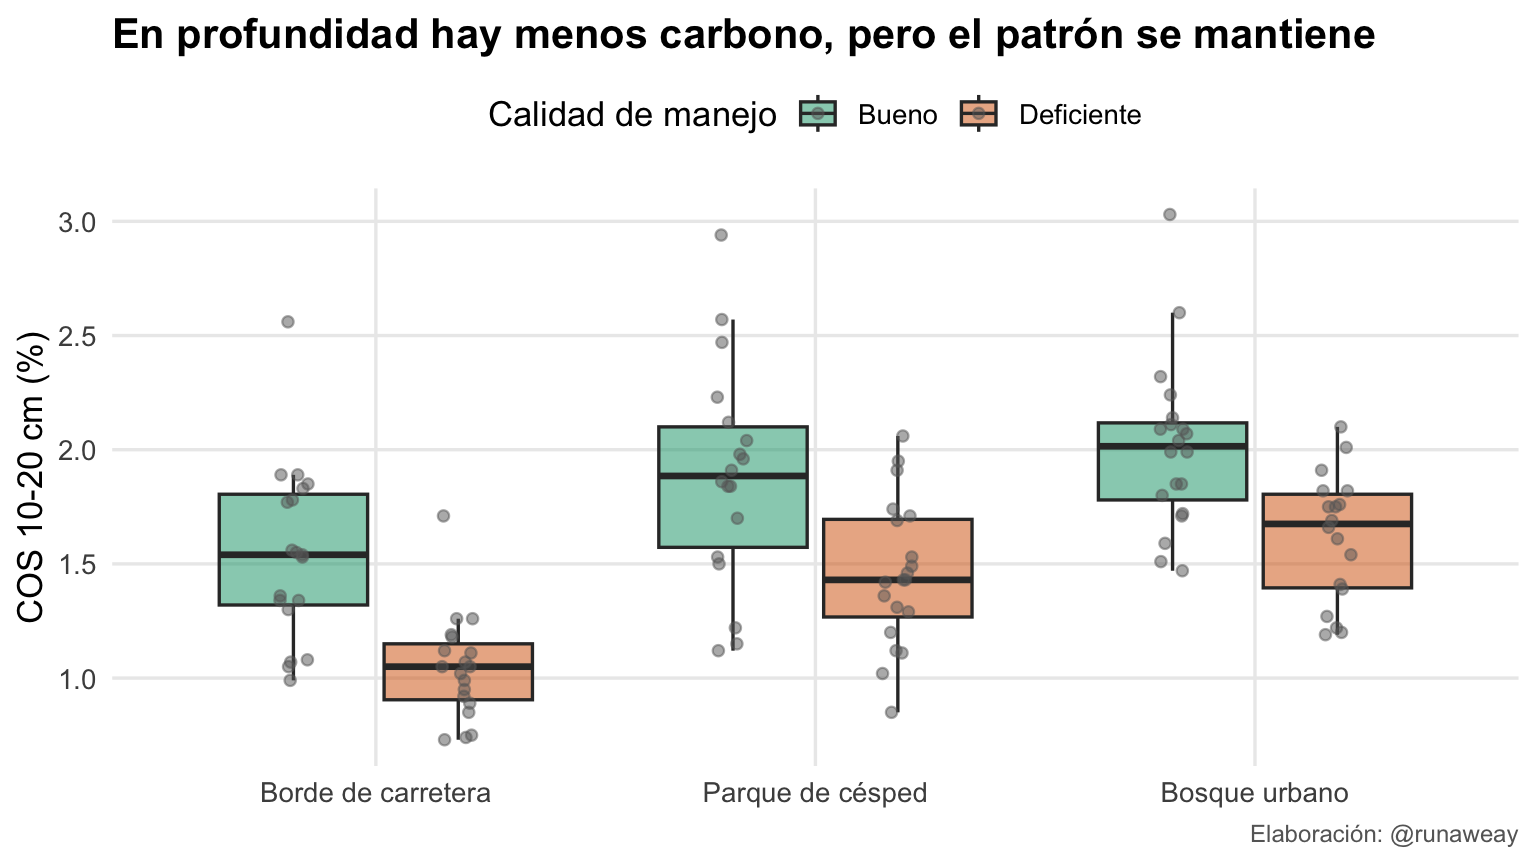 En profundidad hay menos carbono, pero el patrón se mantiene
Calidad de manejo Bueno Deficiente
COS 10-20 cm (%)
3.0
2.5
2.0
1.5
1.0
Borde de carretera Parque de césped Bosque urbano
Elaboración: @runaweay